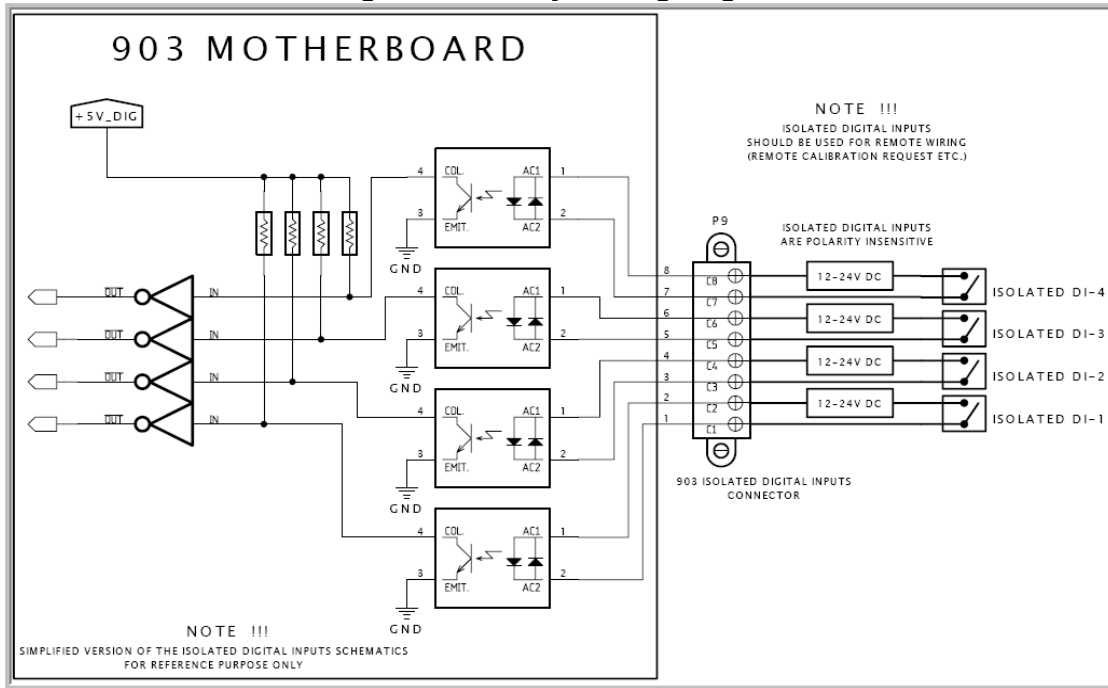 903 MOTHERBOARD
+5V_DIG
NOTE !!!
ISOLATED DIGITAL INPUTS
SHOULD BE USED FOR REMOTE WIRING
(REMOTE CALIBRATION REQUEST ETC.)
4 COL. AC1 1
3 EMIT. AC2 2
GND
P9
ISOLATED DIGITAL INPUTS
ARE POLARITY INSENSITIVE
OUT IN
4 COL. AC1 1
3 EMIT. AC2 2
GND
8 C8 12-24V DC
7 C7 ISOLATED DI-4
6 C6 12-24V DC
5 C5 ISOLATED DI-3
4 C4 12-24V DC
3 C3 ISOLATED DI-2
2 C2 12-24V DC
1 C1 ISOLATED DI-1
OUT IN
OUT IN
OUT IN
4 COL. AC1 1
3 EMIT. AC2 2
GND
903 ISOLATED DIGITAL INPUTS
CONNECTOR
4 COL. AC1 1
3 EMIT. AC2 2
GND
NOTE !!!
SIMPLIFIED VERSION OF THE ISOLATED DIGITAL INPUTS SCHEMATICS
FOR REFERENCE PURPOSE ONLY